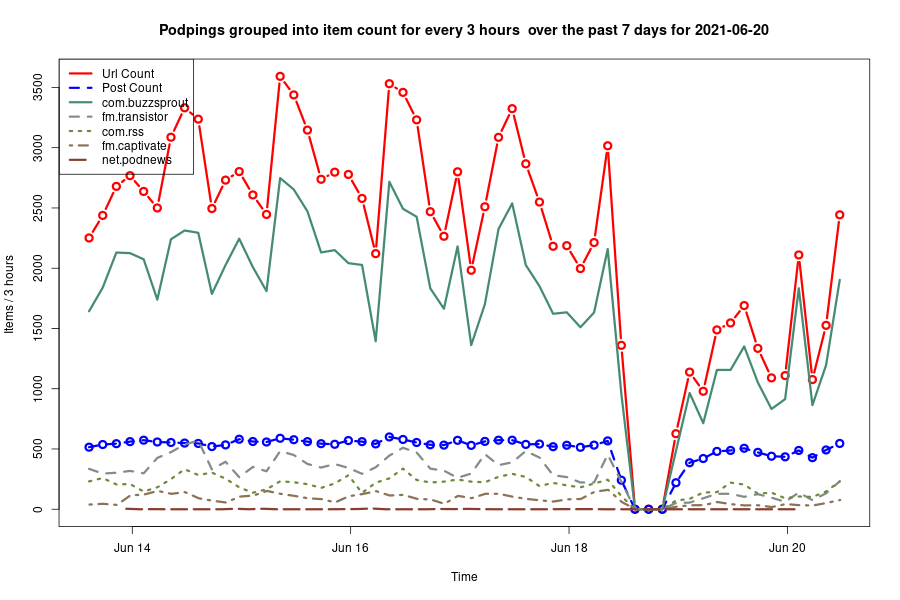 Podpings grouped into item count for every 3 hours  over the past 7 days for 2021-06-20
Url Count
Post Count
com.buzzsprout
fm.transistor
com.rss
fm.captivate
net.podnews
Items / 3 hours
3500
3000
2500
2000
1500
1000
500
0
Jun 14
Jun 16
Jun 18
Jun 20
Time